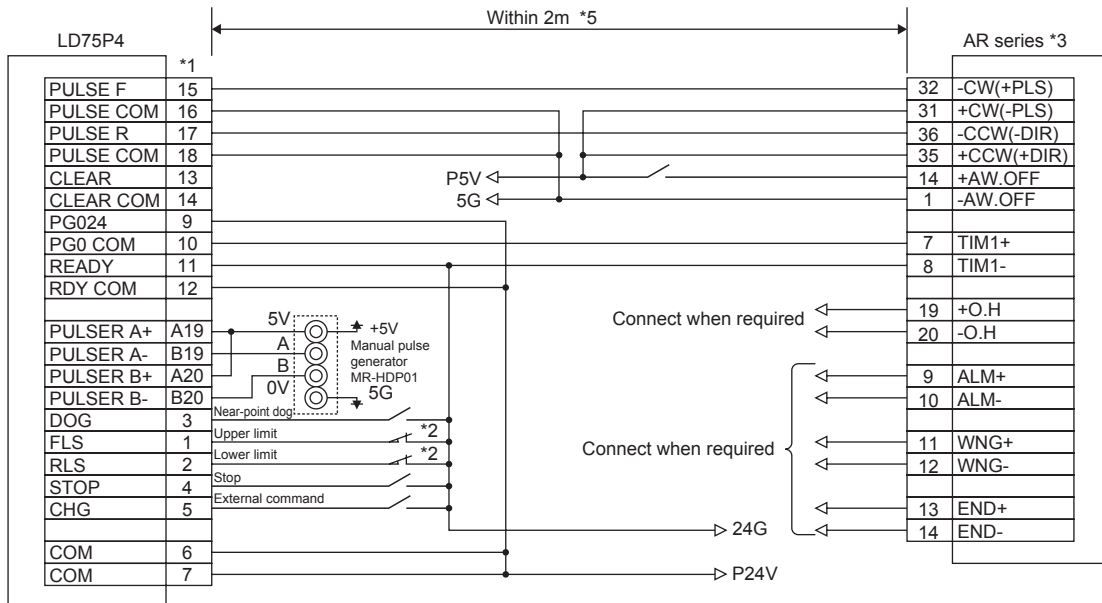 Within 2m *5
LD75P4
AR series *3
*1
PULSE F 15
PULSE COM 16
PULSE R 17
PULSE COM 18
CLEAR 13
CLEAR COM 14
PG024 9
PG0 COM 10
READY 11
RDY COM 12
PULSER A+ A19
PULSER A- B19
PULSER B+ A20
PULSER B- B20
DOG 3
FLS 1
RLS 2
STOP 4
CHG 5
COM 6
COM 7
5V
A
B
0V
+5V
Manual pulse
generator
MR-HDP01
5G
Near-point dog
Upper limit *2
Lower limit *2
Stop
External command
P5V
5G
Connect when required
Connect when required
24G
P24V
32 -CW(+PLS)
31 +CW(-PLS)
36 -CCW(-DIR)
35 +CCW(+DIR)
14 +AW.OFF
1 -AW.OFF
7 TIM1+
8 TIM1-
19 +O.H
20 -O.H
9 ALM+
10 ALM-
11 WNG+
12 WNG-
13 END+
14 END-